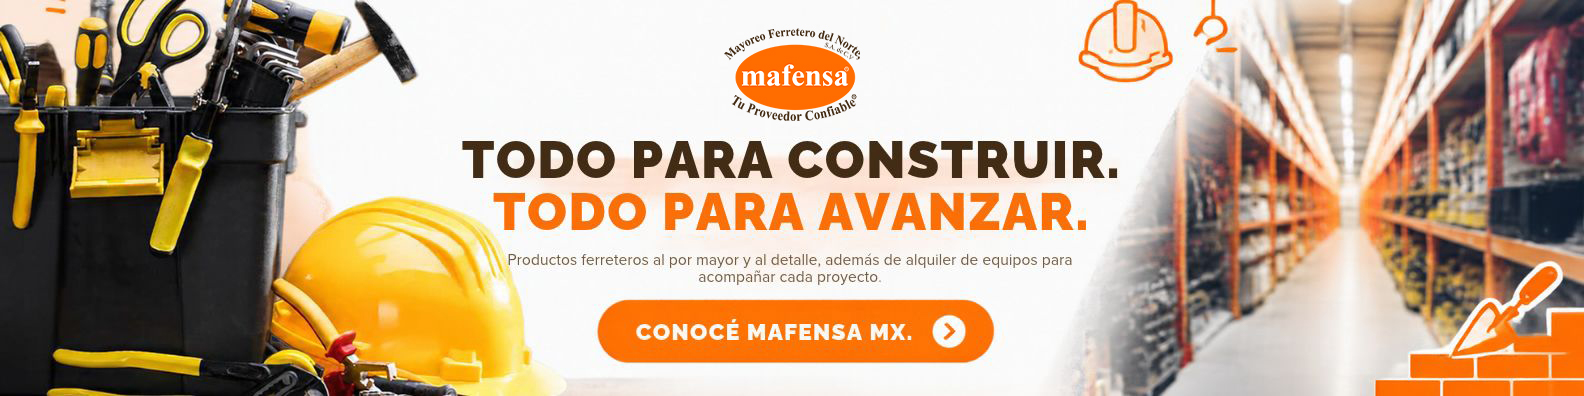 Mayoreo Ferretero del Norte,
S.A. de C.V
mafensa®
Tu Proveedor Confiable®
TODO PARA CONSTRUIR.
TODO PARA AVANZAR.
Productos ferreteros al por mayor y al detalle, además de alquiler de equipos para
acompañar cada proyecto.
CONOCÉ MAFENSA MX.